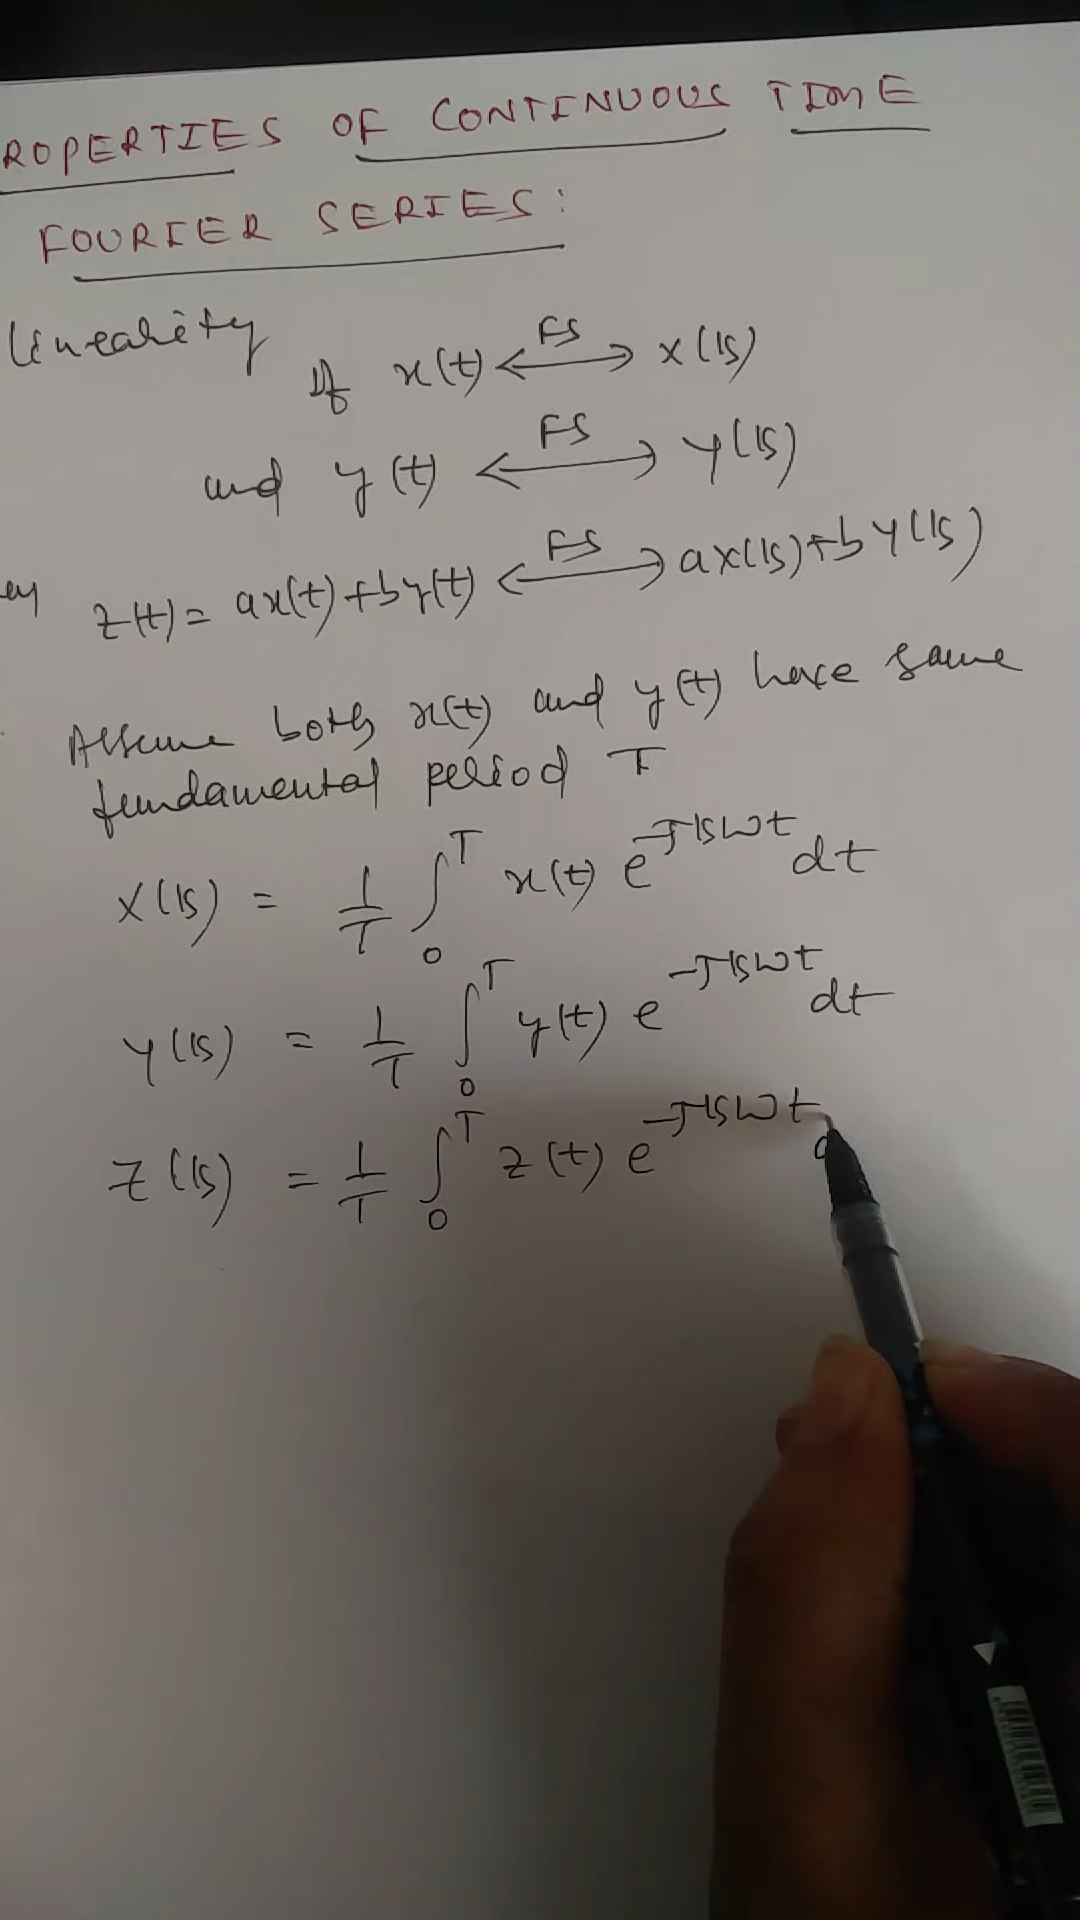 ROPERTIES OF CONTINUOUS TIME
FOURIER SERIES:
Linearity
If x(t) <—FS—> X(k)
and y(t) <—FS—> Y(k)
z(t) = ax(t)+by(t) <—FS—> aX(k)+bY(k)
Assume both x(t) and y(t) have same
fundamental period T
X(k) = 1/T ∫₀ᵀ x(t) e^{-Jkωt} dt
Y(k) = 1/T ∫₀ᵀ y(t) e^{-Jkωt} dt
Z(k) = 1/T ∫₀ᵀ z(t) e^{-Jkωt}